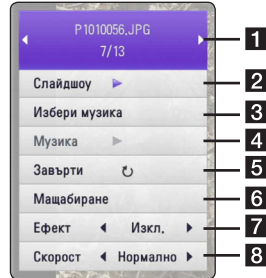 P1010056.JPG
7/13
1
Слайдшоу
2
Избери музика
3
Музика
4
Завърти
5
Мащабиране
6
Ефект Изкл.
7
Скорост Нормално
8